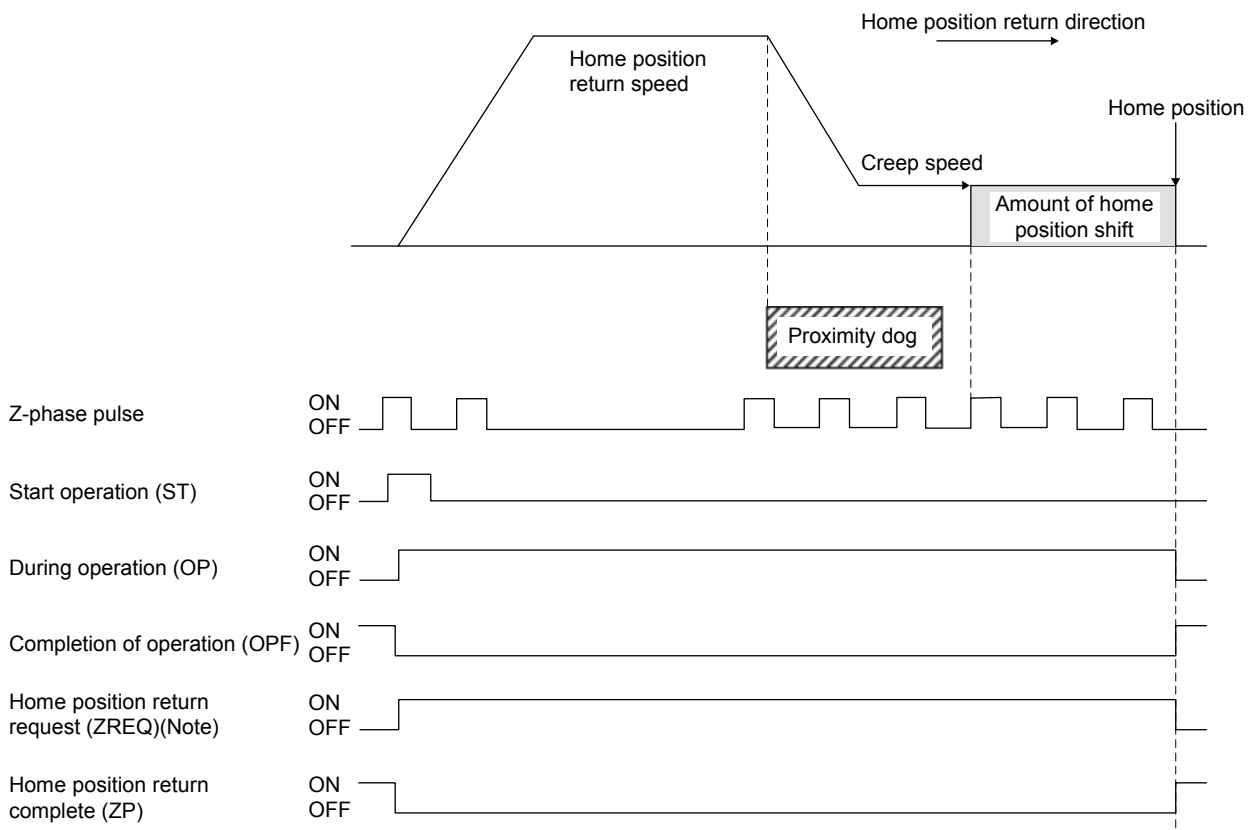 Home position return direction
Home position
return speed
Home position
Creep speed
Amount of home
position shift
Proximity dog
Z-phase pulse
ON
OFF
Start operation (ST)
ON
OFF
During operation (OP)
ON
OFF
Completion of operation (OPF)
ON
OFF
Home position return
request (ZREQ)(Note)
ON
OFF
Home position return
complete (ZP)
ON
OFF